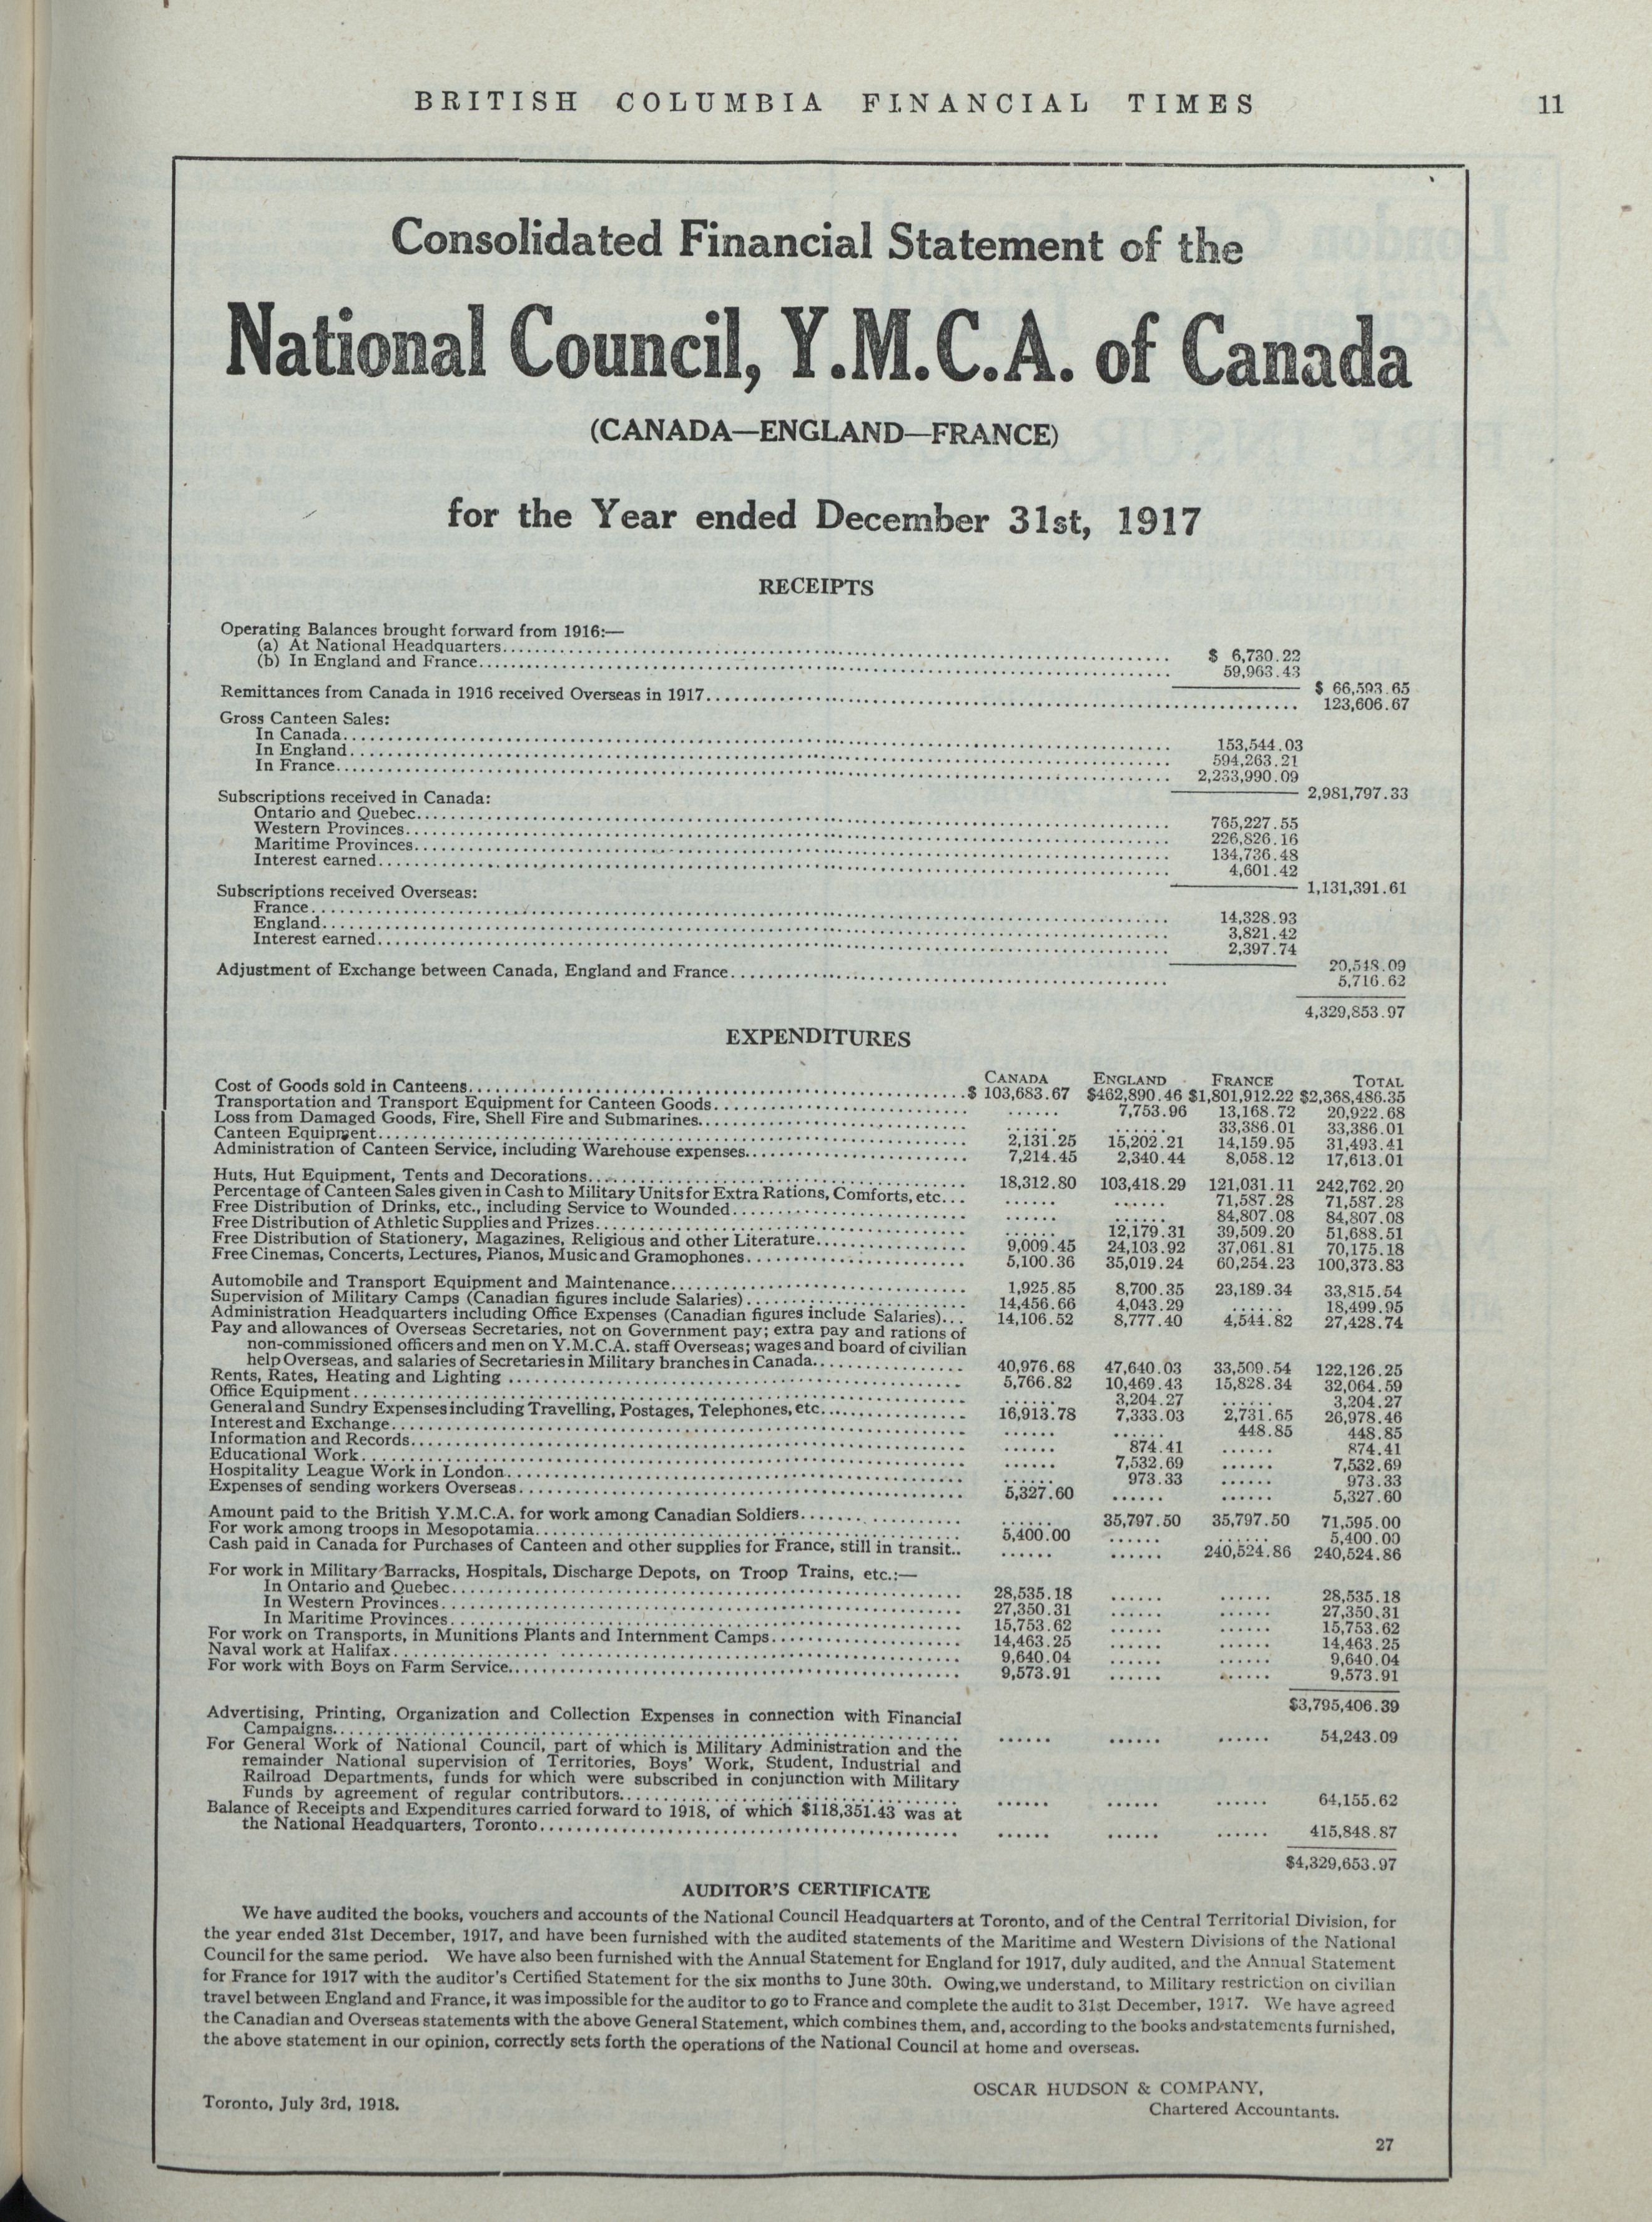 BRITISH COLUMBIA FINANCIAL TIMES 11
Consolidated Financial Statement of the
National Council, Y.M.C.A. of Canada
(CANADA—ENGLAND—FRANCE)
for the Year ended December 31st, 1917
RECEIPTS
Operating Balances brought forward from 1916:—
(a) At National Headquarters. $ 6,730.22
(b) In England and France. 59,963.43
$ 66,593.65
Remittances from Canada in 1916 received Overseas in 1917. 123,606.67
Gross Canteen Sales:
In Canada. 153,544.03
In England. 594,263.21
In France. 2,233,990.09
2,981,797.33
Subscriptions received in Canada:
Ontario and Quebec. 765,227.55
Western Provinces. 226,826.16
Maritime Provinces. 134,736.48
Interest earned. 4,601.42
1,131,391.61
Subscriptions received Overseas:
France. 14,328.93
England. 3,821.42
Interest earned. 2,397.74
20,548.09
Adjustment of Exchange between Canada, England and France. 5,716.62
4,329,853.97
EXPENDITURES
CANADA ENGLAND FRANCE TOTAL
Cost of Goods sold in Canteens. $ 103,683.67 $462,890.46 $1,801,912.22 $2,368,486.35
Transportation and Transport Equipment for Canteen Goods. ...... 7,753.96 13,168.72 20,922.68
Loss from Damaged Goods, Fire, Shell Fire and Submarines. ...... ...... 33,386.01 33,386.01
Canteen Equipment. 2,131.25 15,202.21 14,159.95 31,493.41
Administration of Canteen Service, including Warehouse expenses. 7,214.45 2,340.44 8,058.12 17,613.01
Huts, Hut Equipment, Tents and Decorations. 18,312.80 103,418.29 121,031.11 242,762.20
Percentage of Canteen Sales given in Cash to Military Units for Extra Rations, Comforts, etc. ...... ...... 71,587.28 71,587.28
Free Distribution of Drinks, etc., including Service to Wounded. ...... ...... 84,807.08 84,807.08
Free Distribution of Athletic Supplies and Prizes. ...... 12,179.31 39,509.20 51,688.51
Free Distribution of Stationery, Magazines, Religious and other Literature. 9,009.45 24,103.92 37,061.81 70,175.18
Free Cinemas, Concerts, Lectures, Pianos, Music and Gramophones. 5,100.36 35,019.24 60,254.23 100,373.83
Automobile and Transport Equipment and Maintenance. 1,925.85 8,700.35 23,189.34 33,815.54
Supervision of Military Camps (Canadian figures include Salaries). 14,456.66 4,043.29 ...... 18,499.95
Administration Headquarters including Office Expenses (Canadian figures include Salaries). 14,106.52 8,777.40 4,544.82 27,428.74
Pay and allowances of Overseas Secretaries, not on Government pay; extra pay and rations of
non-commissioned officers and men on Y.M.C.A. staff Overseas; wages and board of civilian
help Overseas, and salaries of Secretaries in Military branches in Canada. 40,976.68 47,640.03 33,509.54 122,126.25
Rents, Rates, Heating and Lighting 5,766.82 10,469.43 15,828.34 32,064.59
Office Equipment. ...... 3,204.27 ...... 3,204.27
General and Sundry Expenses including Travelling, Postages, Telephones, etc. 16,913.78 7,333.03 2,731.65 26,978.46
Interest and Exchange. ...... ...... 448.85 448.85
Information and Records. ...... 874.41 ...... 874.41
Educational Work. ...... 7,532.69 ...... 7,532.69
Hospitality League Work in London. ...... 973.33 ...... 973.33
Expenses of sending workers Overseas. 5,327.60 ...... ...... 5,327.60
Amount paid to the British Y.M.C.A. for work among Canadian Soldiers. ...... 35,797.50 35,797.50 71,595.00
For work among troops in Mesopotamia. 5,400.00 ...... ...... 5,400.00
Cash paid in Canada for Purchases of Canteen and other supplies for France, still in transit. ...... ...... 240,524.86 240,524.86
For work in Military Barracks, Hospitals, Discharge Depots, on Troop Trains, etc.:—
In Ontario and Quebec. 28,535.18 ...... ...... 28,535.18
In Western Provinces. 27,350.31 ...... ...... 27,350.31
In Maritime Provinces. 15,753.62 ...... ...... 15,753.62
For work on Transports, in Munitions Plants and Internment Camps. 14,463.25 ...... ...... 14,463.25
Naval work at Halifax. 9,640.04 ...... ...... 9,640.04
For work with Boys on Farm Service. 9,573.91 ...... ...... 9,573.91
$3,795,406.39
Advertising, Printing, Organization and Collection Expenses in connection with Financial
Campaigns. ...... ...... ...... 54,243.09
For General Work of National Council, part of which is Military Administration and the
remainder National supervision of Territories, Boys' Work, Student, Industrial and
Railroad Departments, funds for which were subscribed in conjunction with Military
Funds by agreement of regular contributors. ...... ...... ...... 64,155.62
Balance of Receipts and Expenditures carried forward to 1918, of which $118,351.43 was at
the National Headquarters, Toronto. ...... ...... ...... 415,848.87
$4,329,653.97
AUDITOR'S CERTIFICATE
We have audited the books, vouchers and accounts of the National Council Headquarters at Toronto, and of the Central Territorial Division, for
the year ended 31st December, 1917, and have been furnished with the audited statements of the Maritime and Western Divisions of the National
Council for the same period. We have also been furnished with the Annual Statement for England for 1917, duly audited, and the Annual Statement
for France for 1917 with the auditor's Certified Statement for the six months to June 30th. Owing, we understand, to Military restriction on civilian
travel between England and France, it was impossible for the auditor to go to France and complete the audit to 31st December, 1917. We have agreed
the Canadian and Overseas statements with the above General Statement, which combines them, and, according to the books and statements furnished,
the above statement in our opinion, correctly sets forth the operations of the National Council at home and overseas.
OSCAR HUDSON & COMPANY,
Toronto, July 3rd, 1918. Chartered Accountants.
27